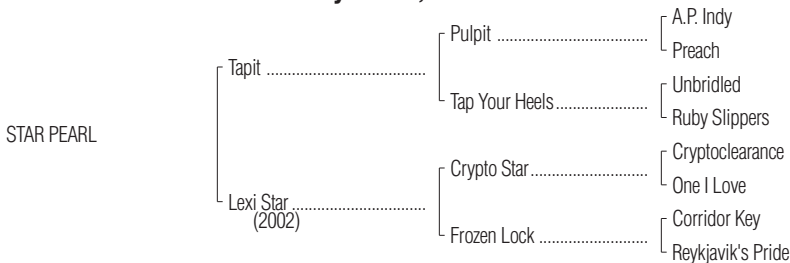 A.P. Indy
Pulpit
Preach
Tapit
Unbridled
Tap Your Heels
Ruby Slippers
STAR PEARL
Cryptoclearance
Crypto Star
One I Love
Lexi Star
(2002)
Corridor Key
Frozen Lock
Reykjavik's Pride